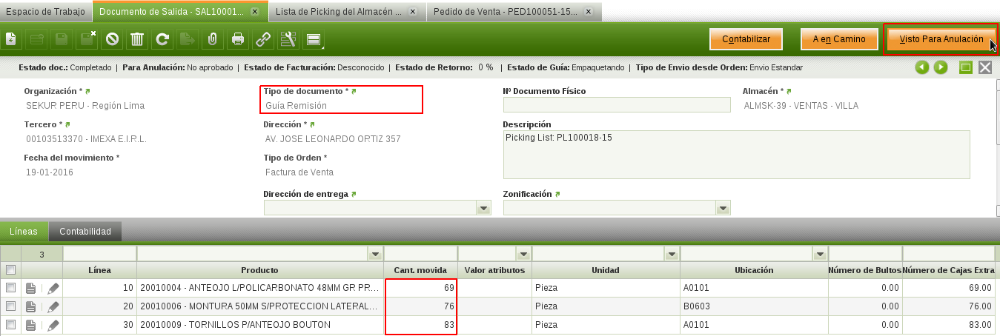 Espacio de Trabajo
Documento de Salida - SAL10001...
Lista de Picking del Almacén ...
Pedido de Venta - PED100051-15...
Contabilizar
A en Camino
Visto Para Anulación
Estado doc.: Completado | Para Anulación: No aprobado | Estado de Facturación: Desconocido | Estado de Retorno: 0 % | Estado de Guía: Empaquetando | Tipo de Envio desde Orden: Envio Estandar
Organización *
Tipo de documento *
Nº Documento Físico
Almacén *
SEKUR PERU - Región Lima
Guía Remisión
ALMSK-39 - VENTAS - VILLA
Tercero *
Dirección *
Descripción
00103513370 - IMEXA E.I.R.L.
AV. JOSE LEONARDO ORTIZ 357
Picking List: PL100018-15
Fecha del movimiento *
Tipo de Orden *
19-01-2016
Factura de Venta
Dirección de entrega
Zonificación
Líneas
Contabilidad
3
Línea Producto Cant. movida Valor atributos Unidad Ubicación Número de Bultos Número de Cajas Extra
10 20010004 - ANTEOJO L/POLICARBONATO 48MM GR PR... 69 Pieza A0101 0.00 69.00
20 20010006 - MONTURA 50MM S/PROTECCION LATERAL... 76 Pieza B0603 0.00 76.00
30 20010009 - TORNILLOS P/ANTEOJO BOUTON 83 Pieza A0101 0.00 83.00